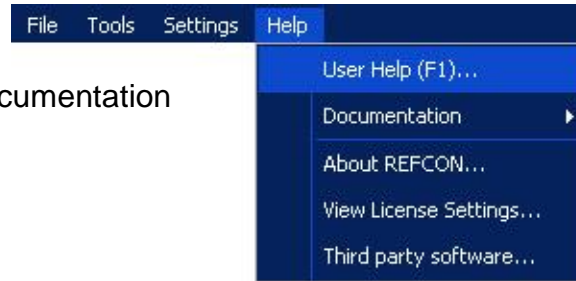 File Tools Settings Help
User Help (F1)...
cumentation
Documentation
About REFCON...
View License Settings...
Third party software...